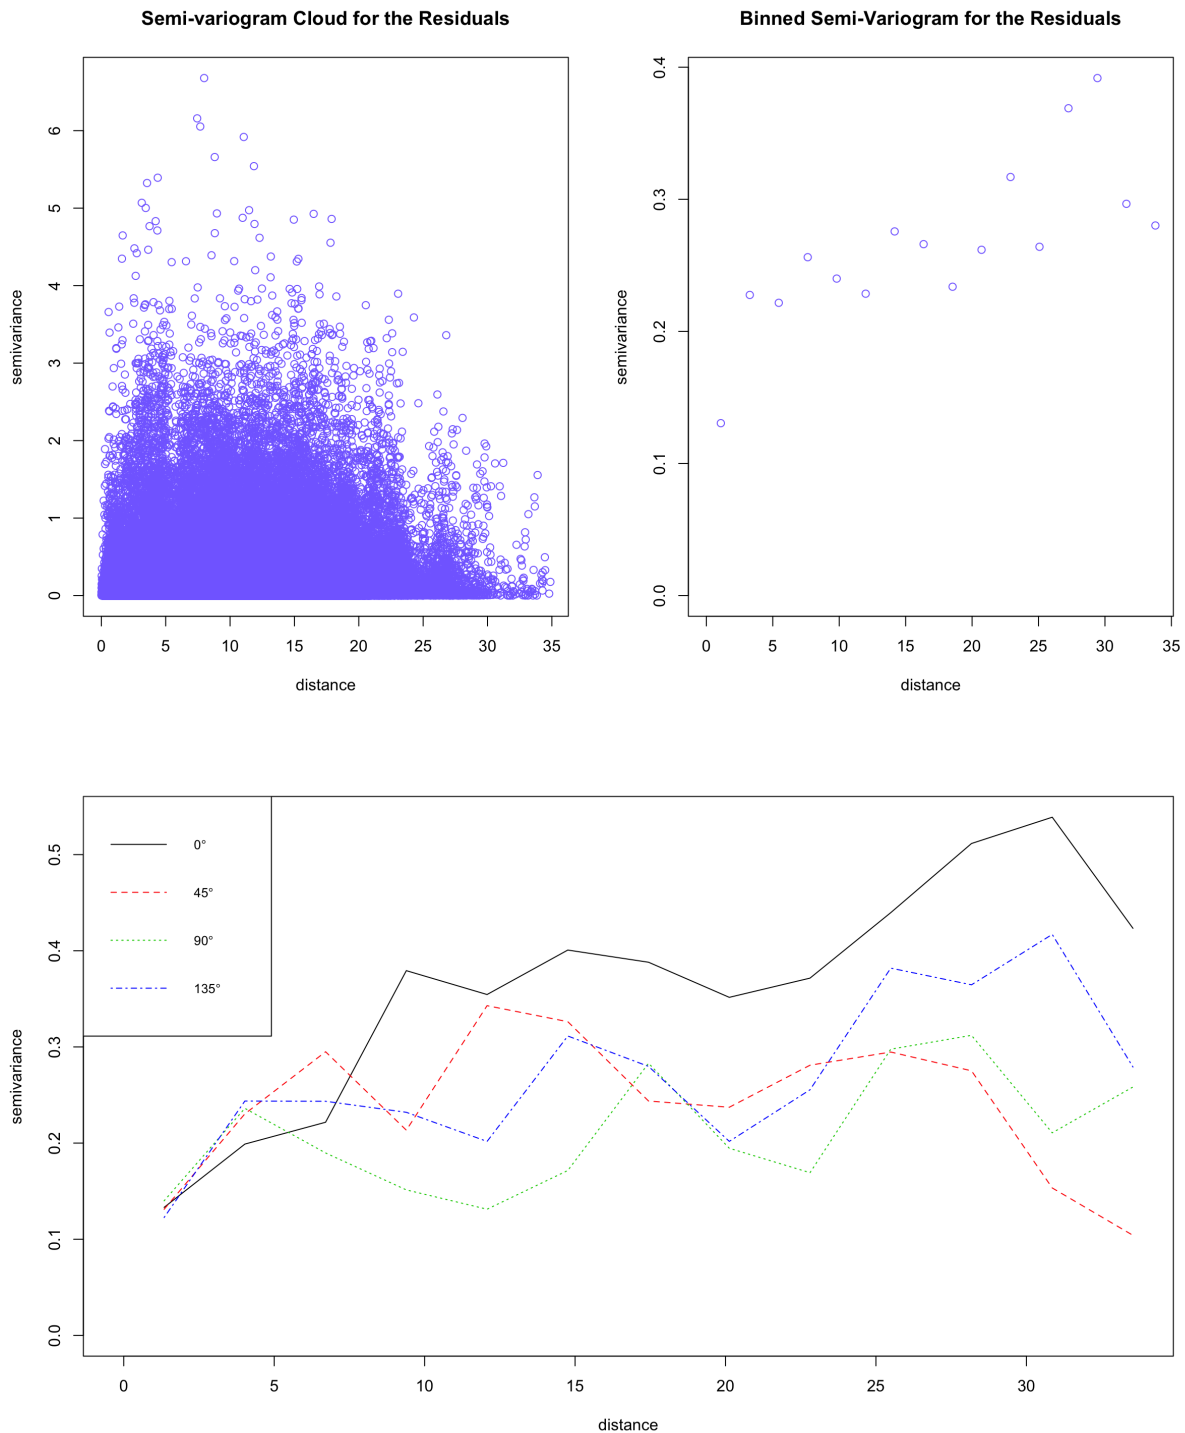 Semi-variogram Cloud for the Residuals
semivariance
6
5
4
3
2
1
0
0 5 10 15 20 25 30 35
distance
Binned Semi-Variogram for the Residuals
semivariance
0.4
0.3
0.2
0.1
0.0
0 5 10 15 20 25 30 35
distance
0°
45°
90°
135°
semivariance
0.5
0.4
0.3
0.2
0.1
0.0
0 5 10 15 20 25 30
distance